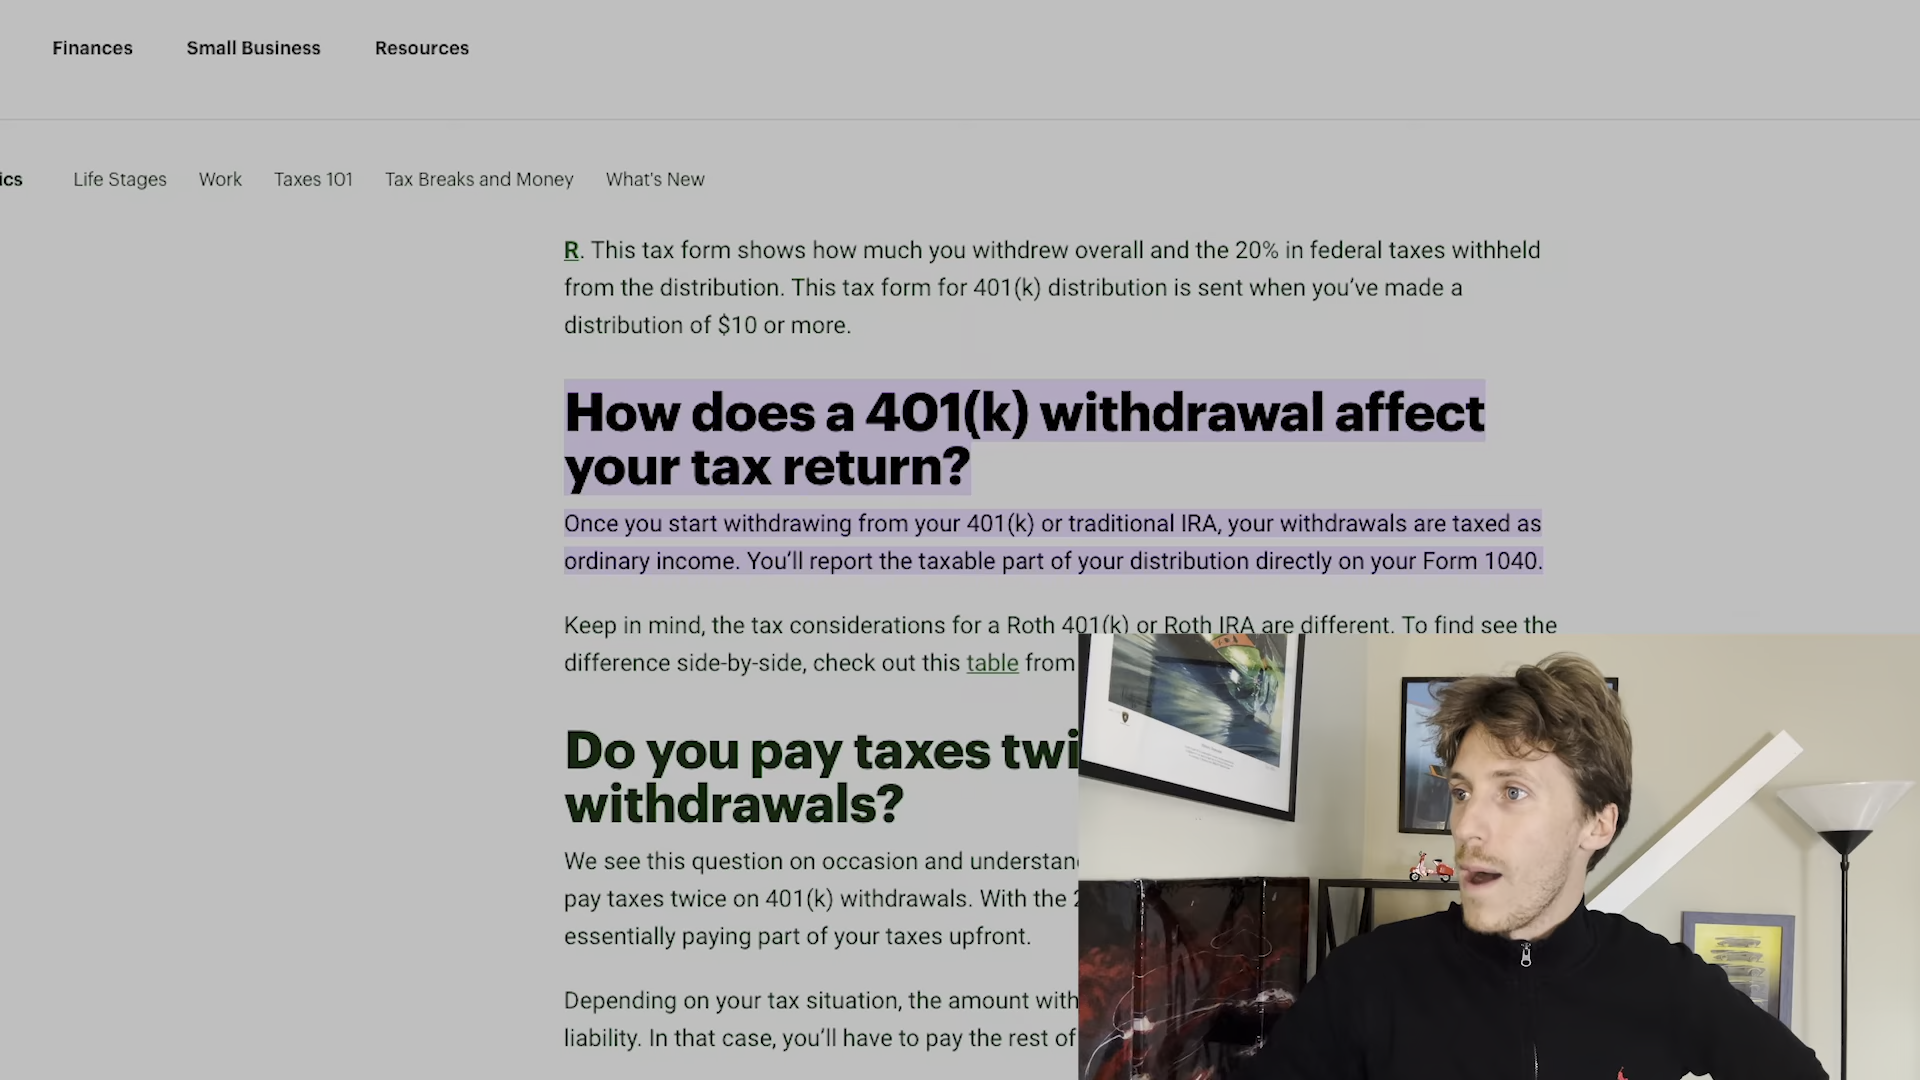 Finances Small Business Resources
ics Life Stages Work Taxes 101 Tax Breaks and Money What's New
R. This tax form shows how much you withdrew overall and the 20% in federal taxes withheld
from the distribution. This tax form for 401(k) distribution is sent when you’ve made a
distribution of $10 or more.
How does a 401(k) withdrawal affect
your tax return?
Once you start withdrawing from your 401(k) or traditional IRA, your withdrawals are taxed as
ordinary income. You’ll report the taxable part of your distribution directly on your Form 1040.
Keep in mind, the tax considerations for a Roth 401(k) or Roth IRA are different. To find see the
difference side-by-side, check out this table from
Do you pay taxes twi
withdrawals?
We see this question on occasion and understan
pay taxes twice on 401(k) withdrawals. With the 2
essentially paying part of your taxes upfront.
Depending on your tax situation, the amount with
liability. In that case, you’ll have to pay the rest of